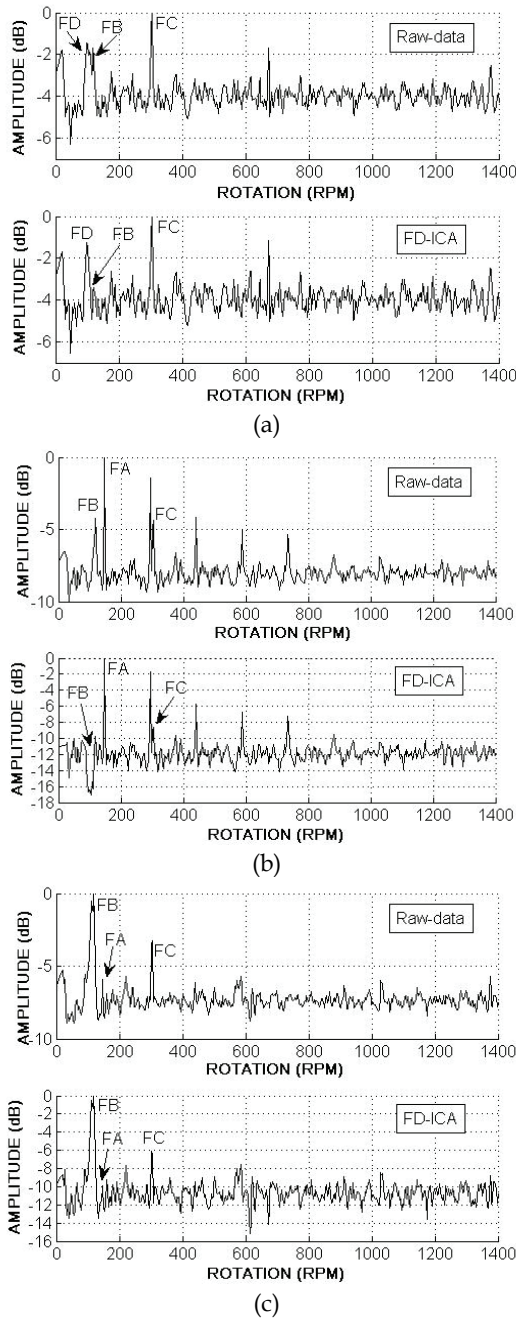 FD
FB
FC
Raw-data
0
-2
-4
-6
AMPLITUDE (dB)
0 200 400 600 800 1000 1200 1400
ROTATION (RPM)
FD
FB
FC
FD-ICA
0
-2
-4
-6
AMPLITUDE (dB)
0 200 400 600 800 1000 1200 1400
ROTATION (RPM)
(a)
FA
FB
FC
Raw-data
0
-5
-10
AMPLITUDE (dB)
0 200 400 600 800 1000 1200 1400
ROTATION (RPM)
FA
FB
FC
FD-ICA
0
-2
-4
-6
-8
-10
-12
-14
-16
-18
AMPLITUDE (dB)
0 200 400 600 800 1000 1200 1400
ROTATION (RPM)
(b)
FB
FA
FC
Raw-data
0
-5
-10
AMPLITUDE (dB)
0 200 400 600 800 1000 1200 1400
ROTATION (RPM)
FB
FA
FC
FD-ICA
0
-2
-4
-6
-8
-10
-12
-14
-16
AMPLITUDE (dB)
0 200 400 600 800 1000 1200 1400
ROTATION (RPM)
(c)